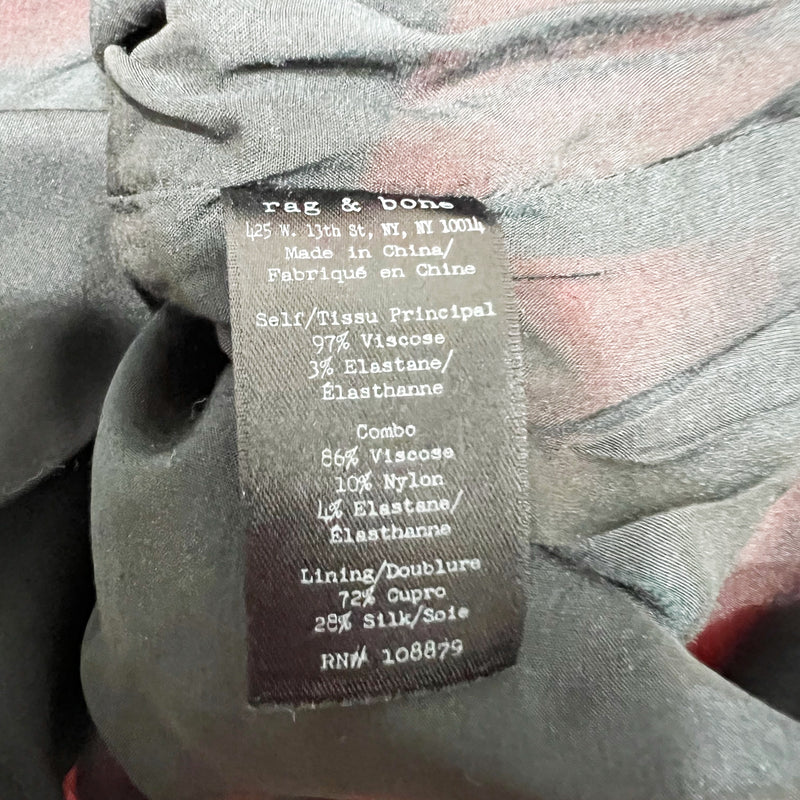 rag & bone
425 W. 13th St, NY, NY 10014
Made in China/
Fabriqué en Chine
Self/Tissu Principal
97% Viscose
3% Elastane/
Élasthanne
Combo
86% Viscose
10% Nylon
4% Elastane/
Élasthanne
Lining/Doublure
72% Cupro
28% Silk/Soie
RN# 108879